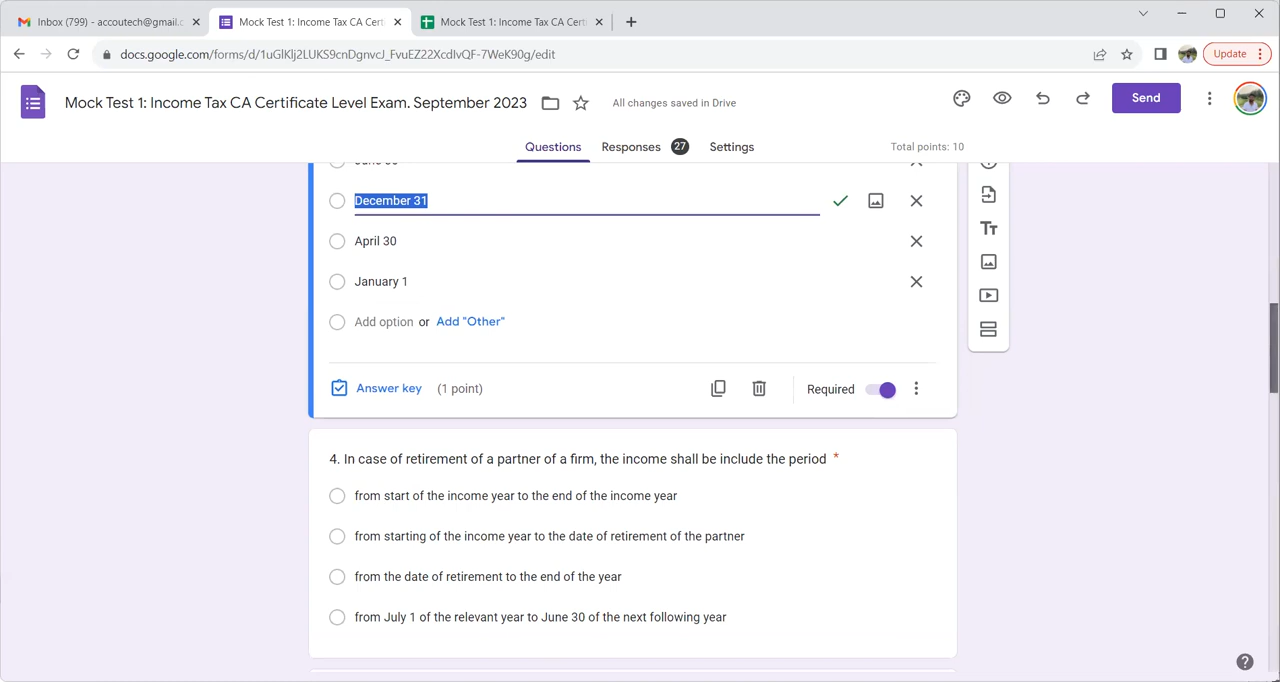 Inbox (799) - accoutech@gmail.c
Mock Test 1: Income Tax CA Certi
Mock Test 1: Income Tax CA Certi
docs.google.com/forms/d/1uGlKlj2LUKS9cnDgnvcJ_FvuEZ22XcdlvQF-7WeK90g/edit
Update
Mock Test 1: Income Tax CA Certificate Level Exam. September 2023
All changes saved in Drive
Send
Questions
Responses 27
Settings
Total points: 10
December 31
April 30
January 1
Add option or Add "Other"
Answer key (1 point)
Required
4. In case of retirement of a partner of a firm, the income shall be include the period *
from start of the income year to the end of the income year
from starting of the income year to the date of retirement of the partner
from the date of retirement to the end of the year
from July 1 of the relevant year to June 30 of the next following year